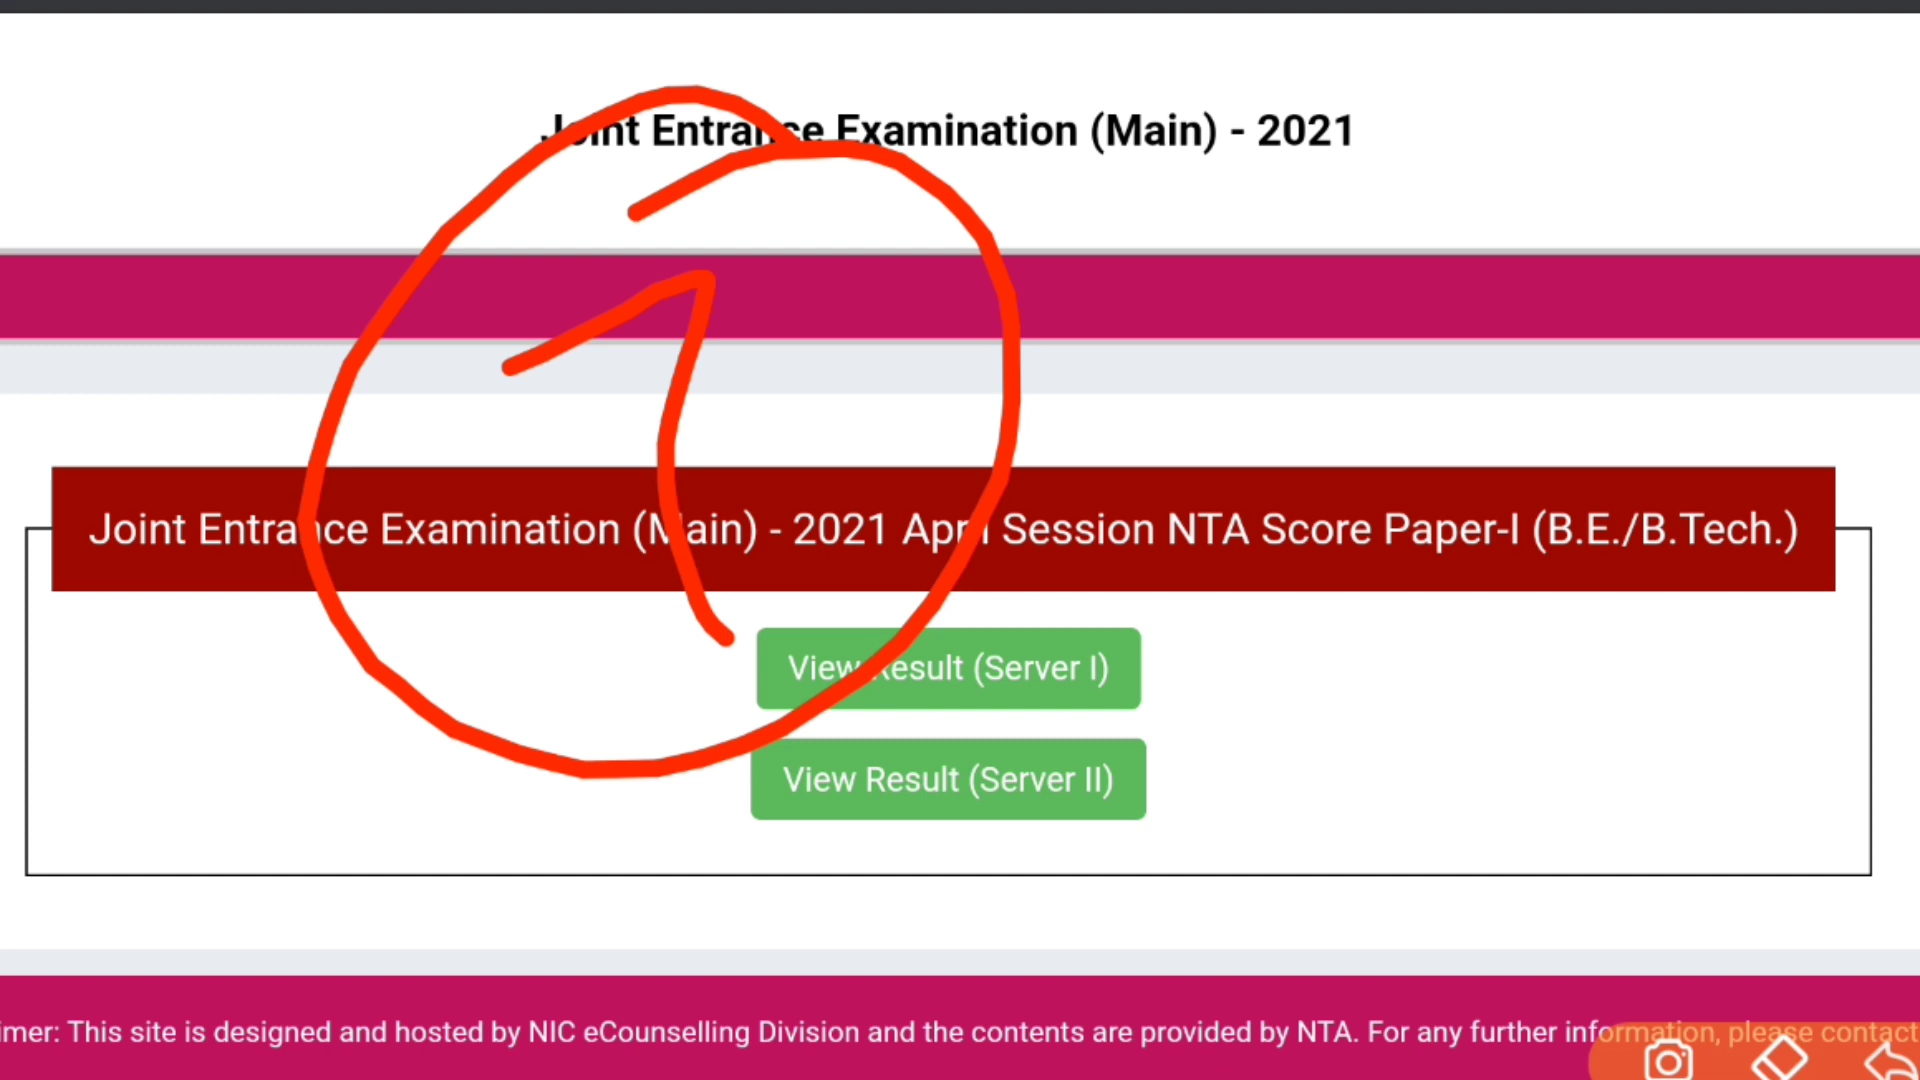 Joint Entrance Examination (Main) - 2021
1
Joint Entrance Examination (Main) - 2021 April Session NTA Score Paper-I (B.E./B.Tech.)
View Result (Server I)
View Result (Server II)
imer: This site is designed and hosted by NIC eCounselling Division and the contents are provided by NTA. For any further information, please contact